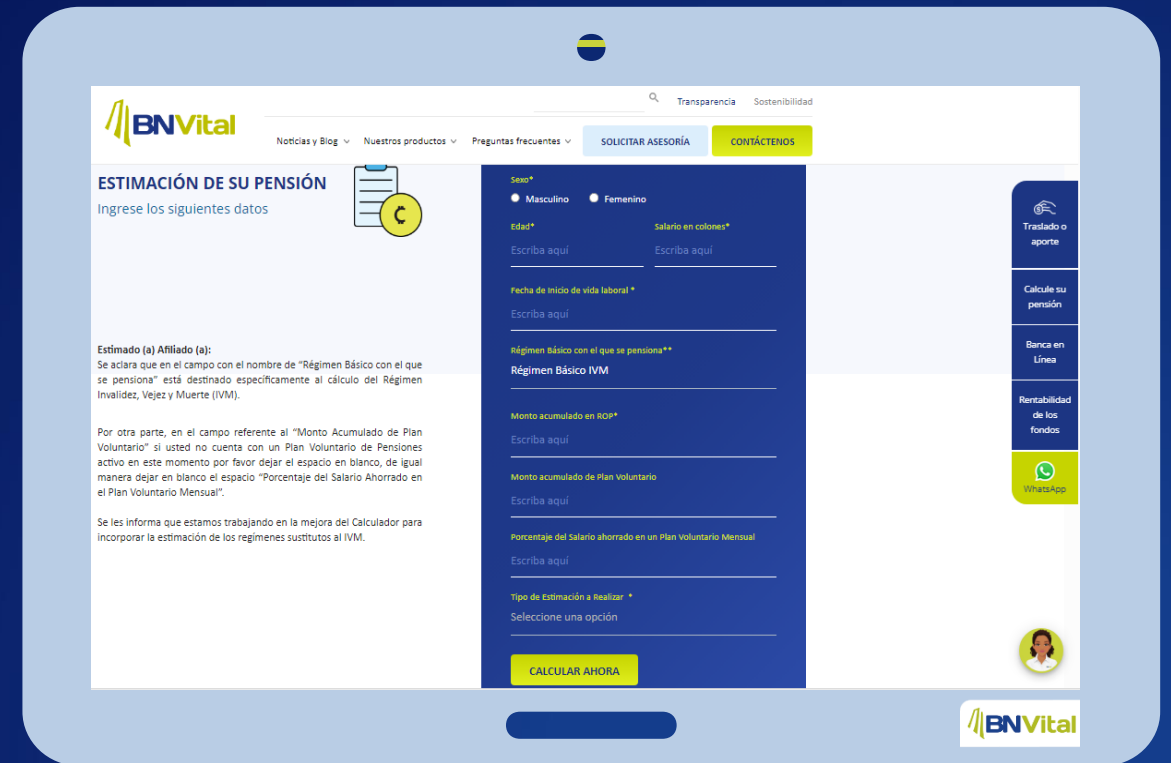 BNVital
Transparencia Sostenibilidad
Noticias y Blog Nuestros productos Preguntas frecuentes SOLICITAR ASESORÍA CONTÁCTENOS
ESTIMACIÓN DE SU PENSIÓN
Ingrese los siguientes datos
₡
Estimado (a) Afiliado (a):
Se aclara que en el campo con el nombre de "Régimen Básico con el que
se pensiona" está destinado específicamente al cálculo del Régimen
Invalidez, Vejez y Muerte (IVM).
Por otra parte, en el campo referente al "Monto Acumulado de Plan
Voluntario" si usted no cuenta con un Plan Voluntario de Pensiones
activo en este momento por favor dejar el espacio en blanco, de igual
manera dejar en blanco el espacio "Porcentaje del Salario Ahorrado en
el Plan Voluntario Mensual".
Se les informa que estamos trabajando en la mejora del Calculador para
incorporar la estimación de los regímenes sustitutos al IVM.
Sexo*
Masculino Femenino
Edad* Salario en colones*
Escriba aquí Escriba aquí
Fecha de Inicio de vida laboral *
Escriba aquí
Régimen Básico con el que se pensiona**
Régimen Básico IVM
Monto acumulado en ROP*
Escriba aquí
Monto acumulado de Plan Voluntario
Escriba aquí
Porcentaje del Salario ahorrado en un Plan Voluntario Mensual
Escriba aquí
Tipo de Estimación a Realizar *
Seleccione una opción
CALCULAR AHORA
Traslado o
aporte
Calcule su
pensión
Banca en
Línea
Rentabilidad
de los
fondos
WhatsApp
BNVital